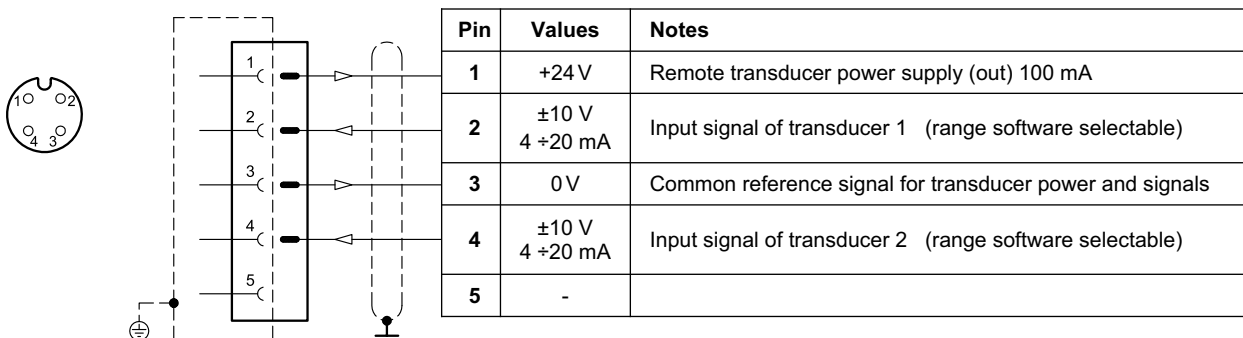 Pin Values Notes
1 +24 V Remote transducer power supply (out) 100 mA
2 ±10 V 4 ÷20 mA Input signal of transducer 1 (range software selectable)
3 0 V Common reference signal for transducer power and signals
4 ±10 V 4 ÷20 mA Input signal of transducer 2 (range software selectable)
5 -
1 2
4 3
1
2
3
4
5